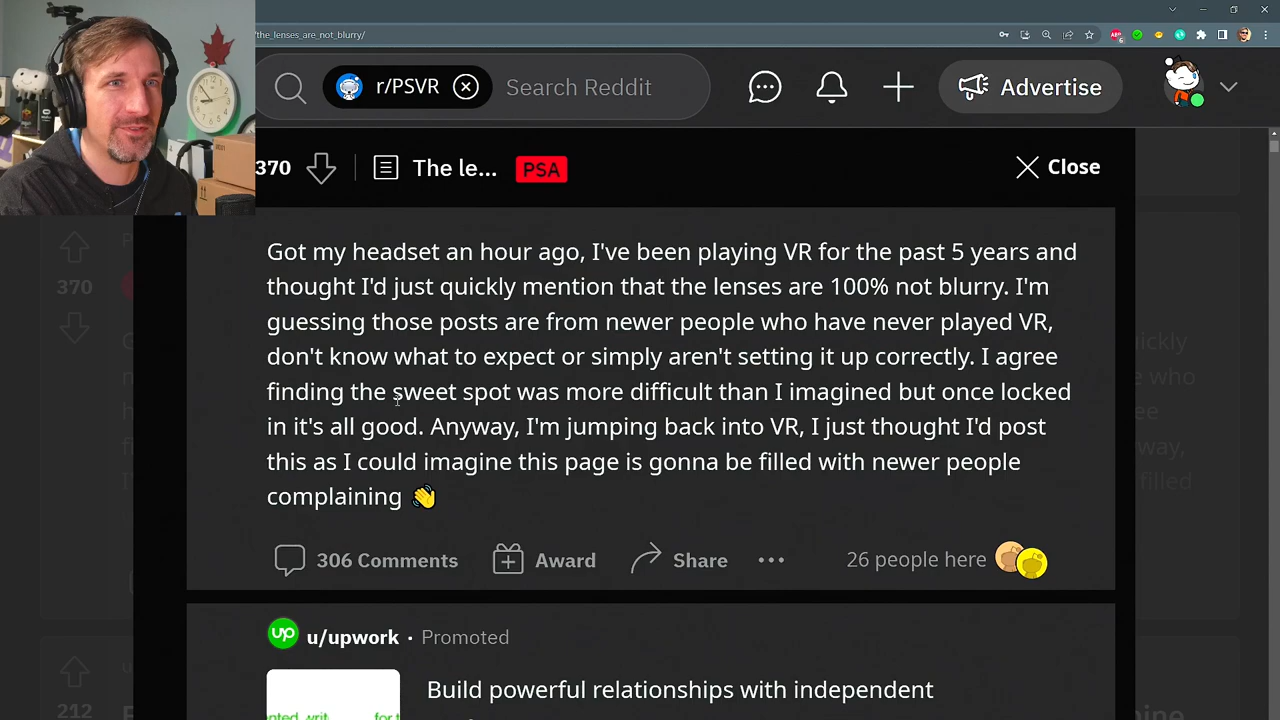 the_lenses_are_not_blurry/
r/PSVR
Search Reddit
Advertise
370
The le...
PSA
Close
Got my headset an hour ago, I've been playing VR for the past 5 years and
thought I'd just quickly mention that the lenses are 100% not blurry. I'm
guessing those posts are from newer people who have never played VR,
don't know what to expect or simply aren't setting it up correctly. I agree
finding the sweet spot was more difficult than I imagined but once locked
in it's all good. Anyway, I'm jumping back into VR, I just thought I'd post
this as I could imagine this page is gonna be filled with newer people
complaining 👋
306 Comments
Award
Share
26 people here
u/upwork · Promoted
Build powerful relationships with independent
370
212